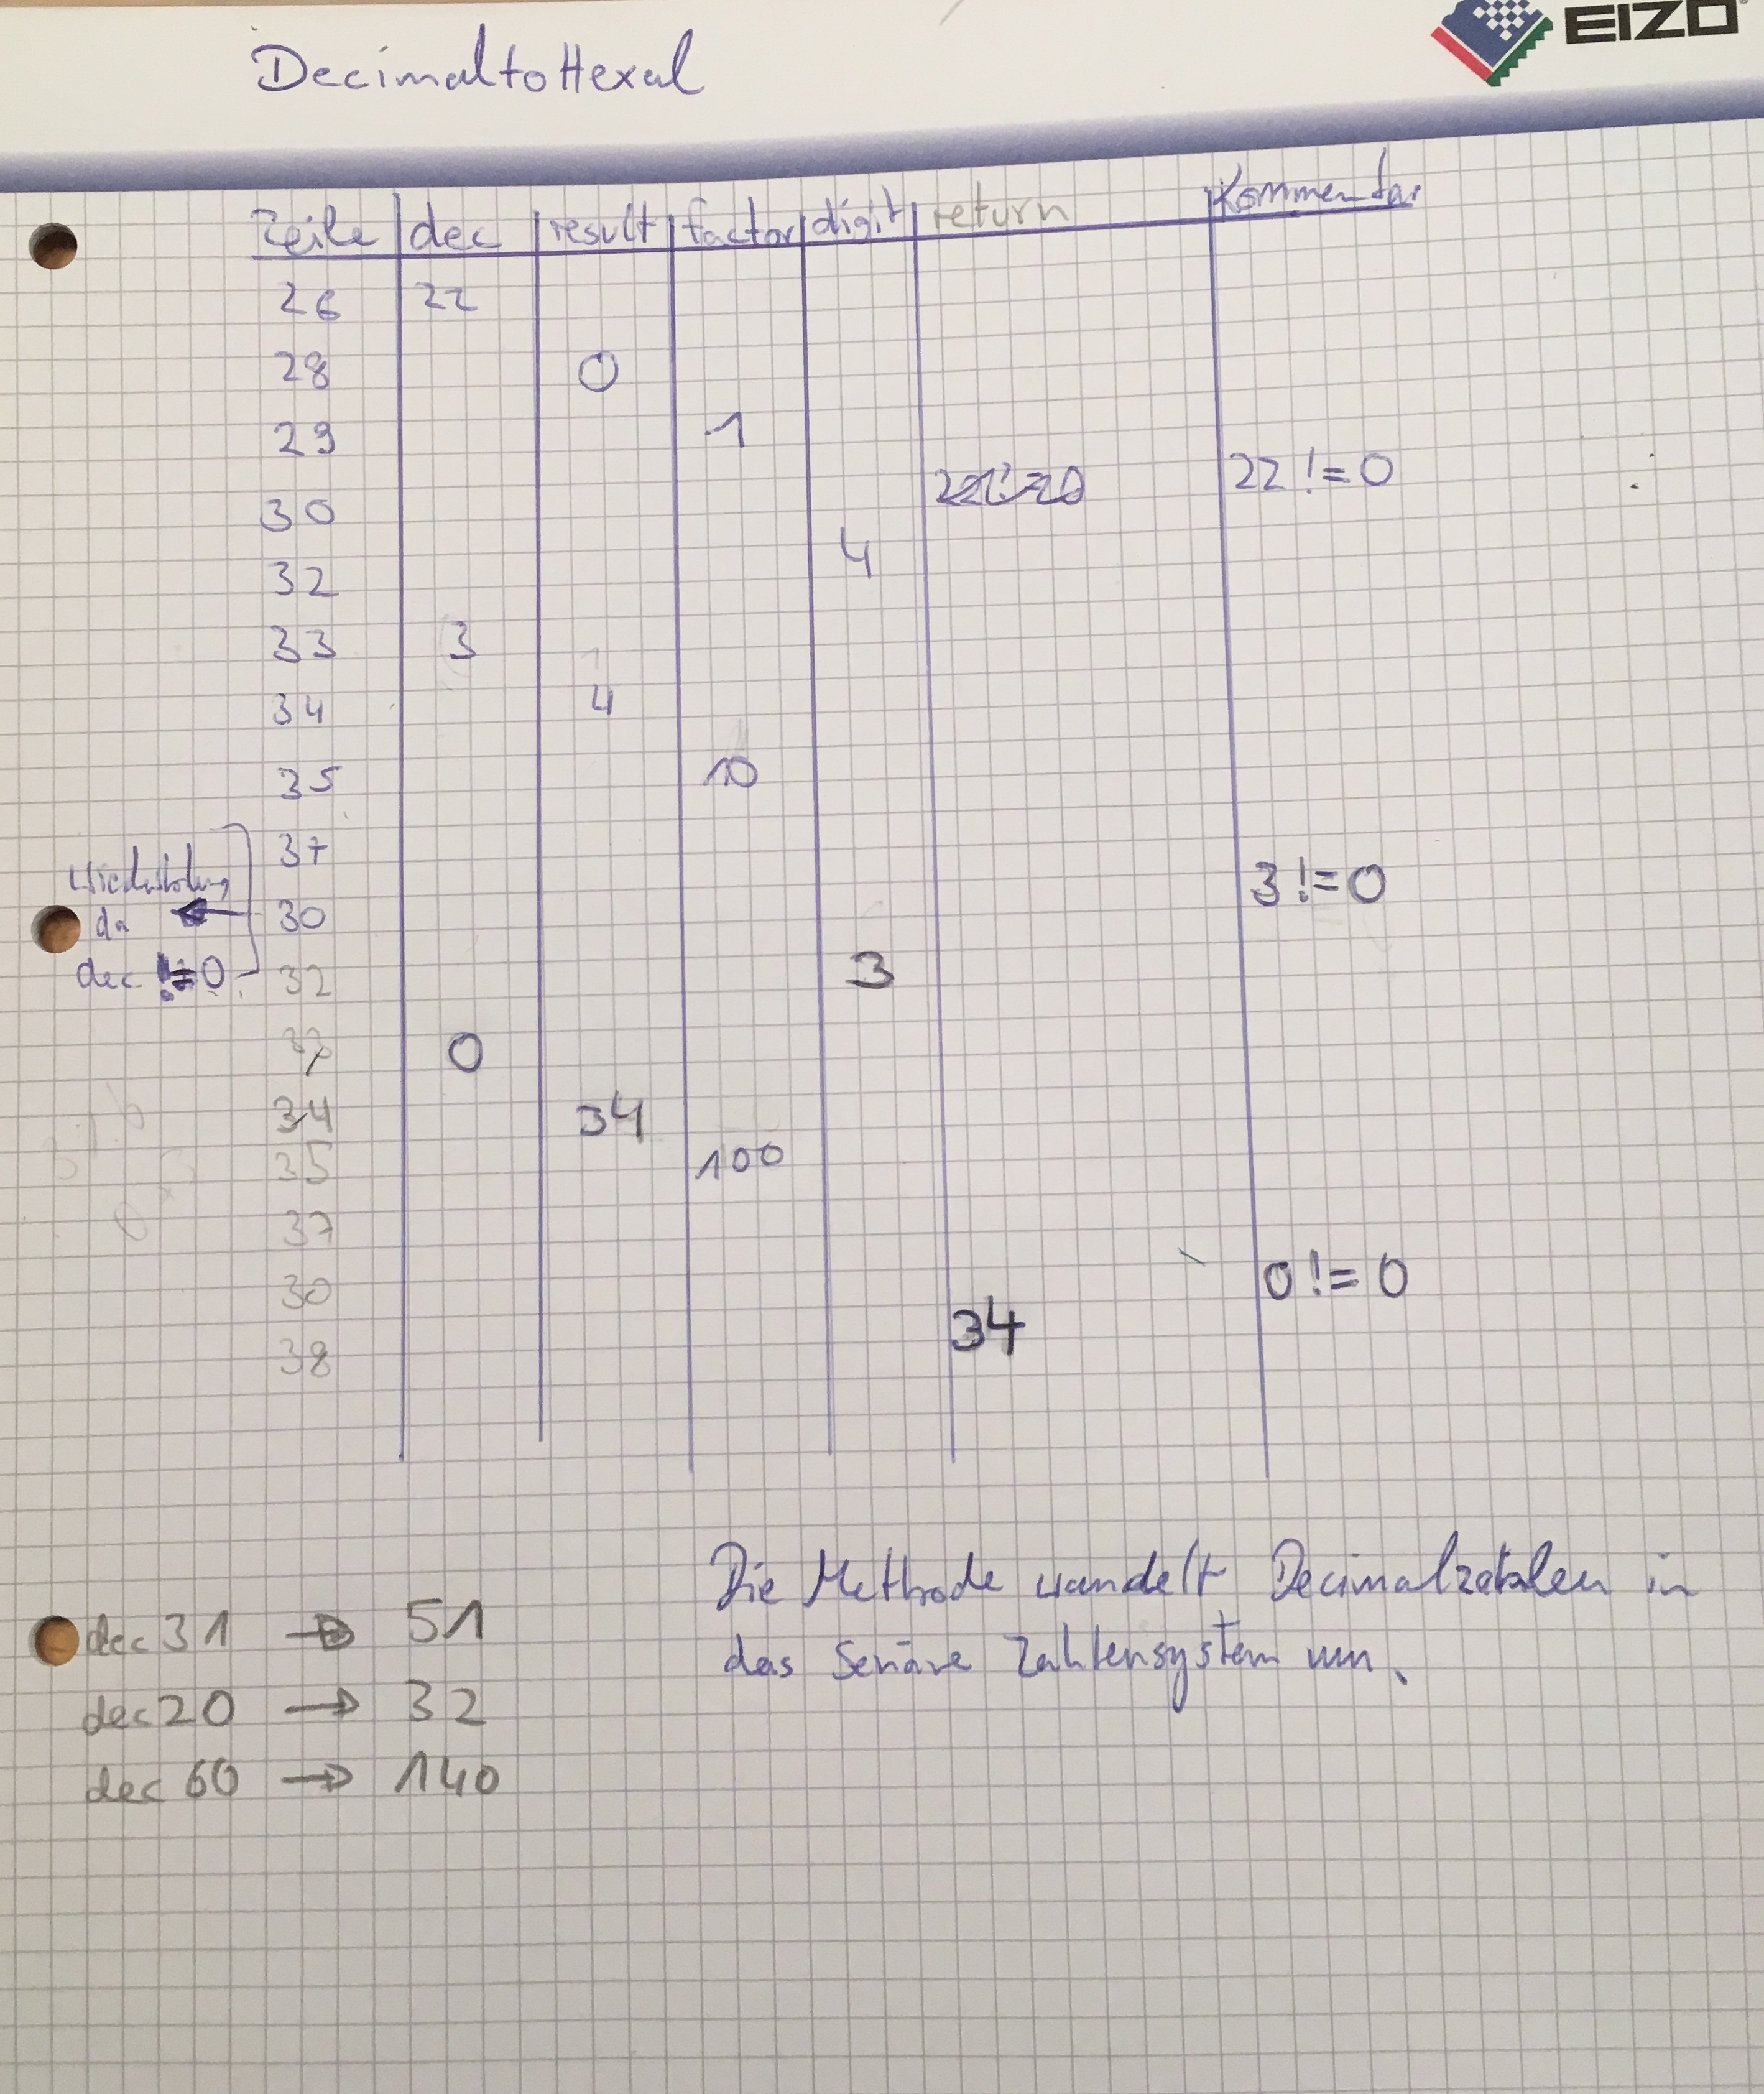 EIZO
DecimaltoHexal
Zeile dec result factor digit return Kommentar
26 22
28 0
29 1
30 22 != 0
32 4
33 3
34 4
35 10
37
30 3 != 0
32 3
Wiederholung
da
dec != 0
33 0
34 34
35 100
37
30 0 != 0
38 34
Die Methode wandelt Decimalzahlen in
das Senäre Zahlensystem um.
dec 31 → 51
dec 20 → 32
dec 60 → 140